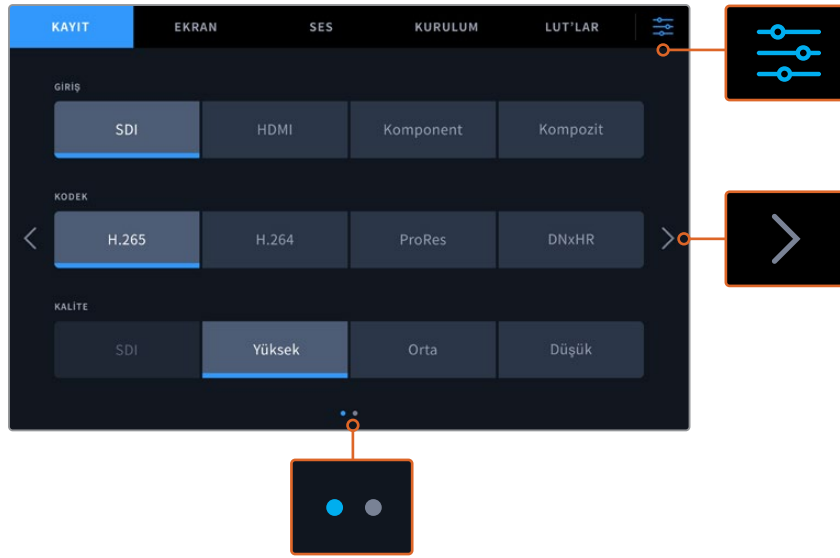 KAYIT EKRAN SES KURULUM LUT'LAR
GİRİŞ
SDI HDMI Komponent Kompozit
KODEK
H.265 H.264 ProRes DNxHR
KALİTE
SDI Yüksek Orta Düşük